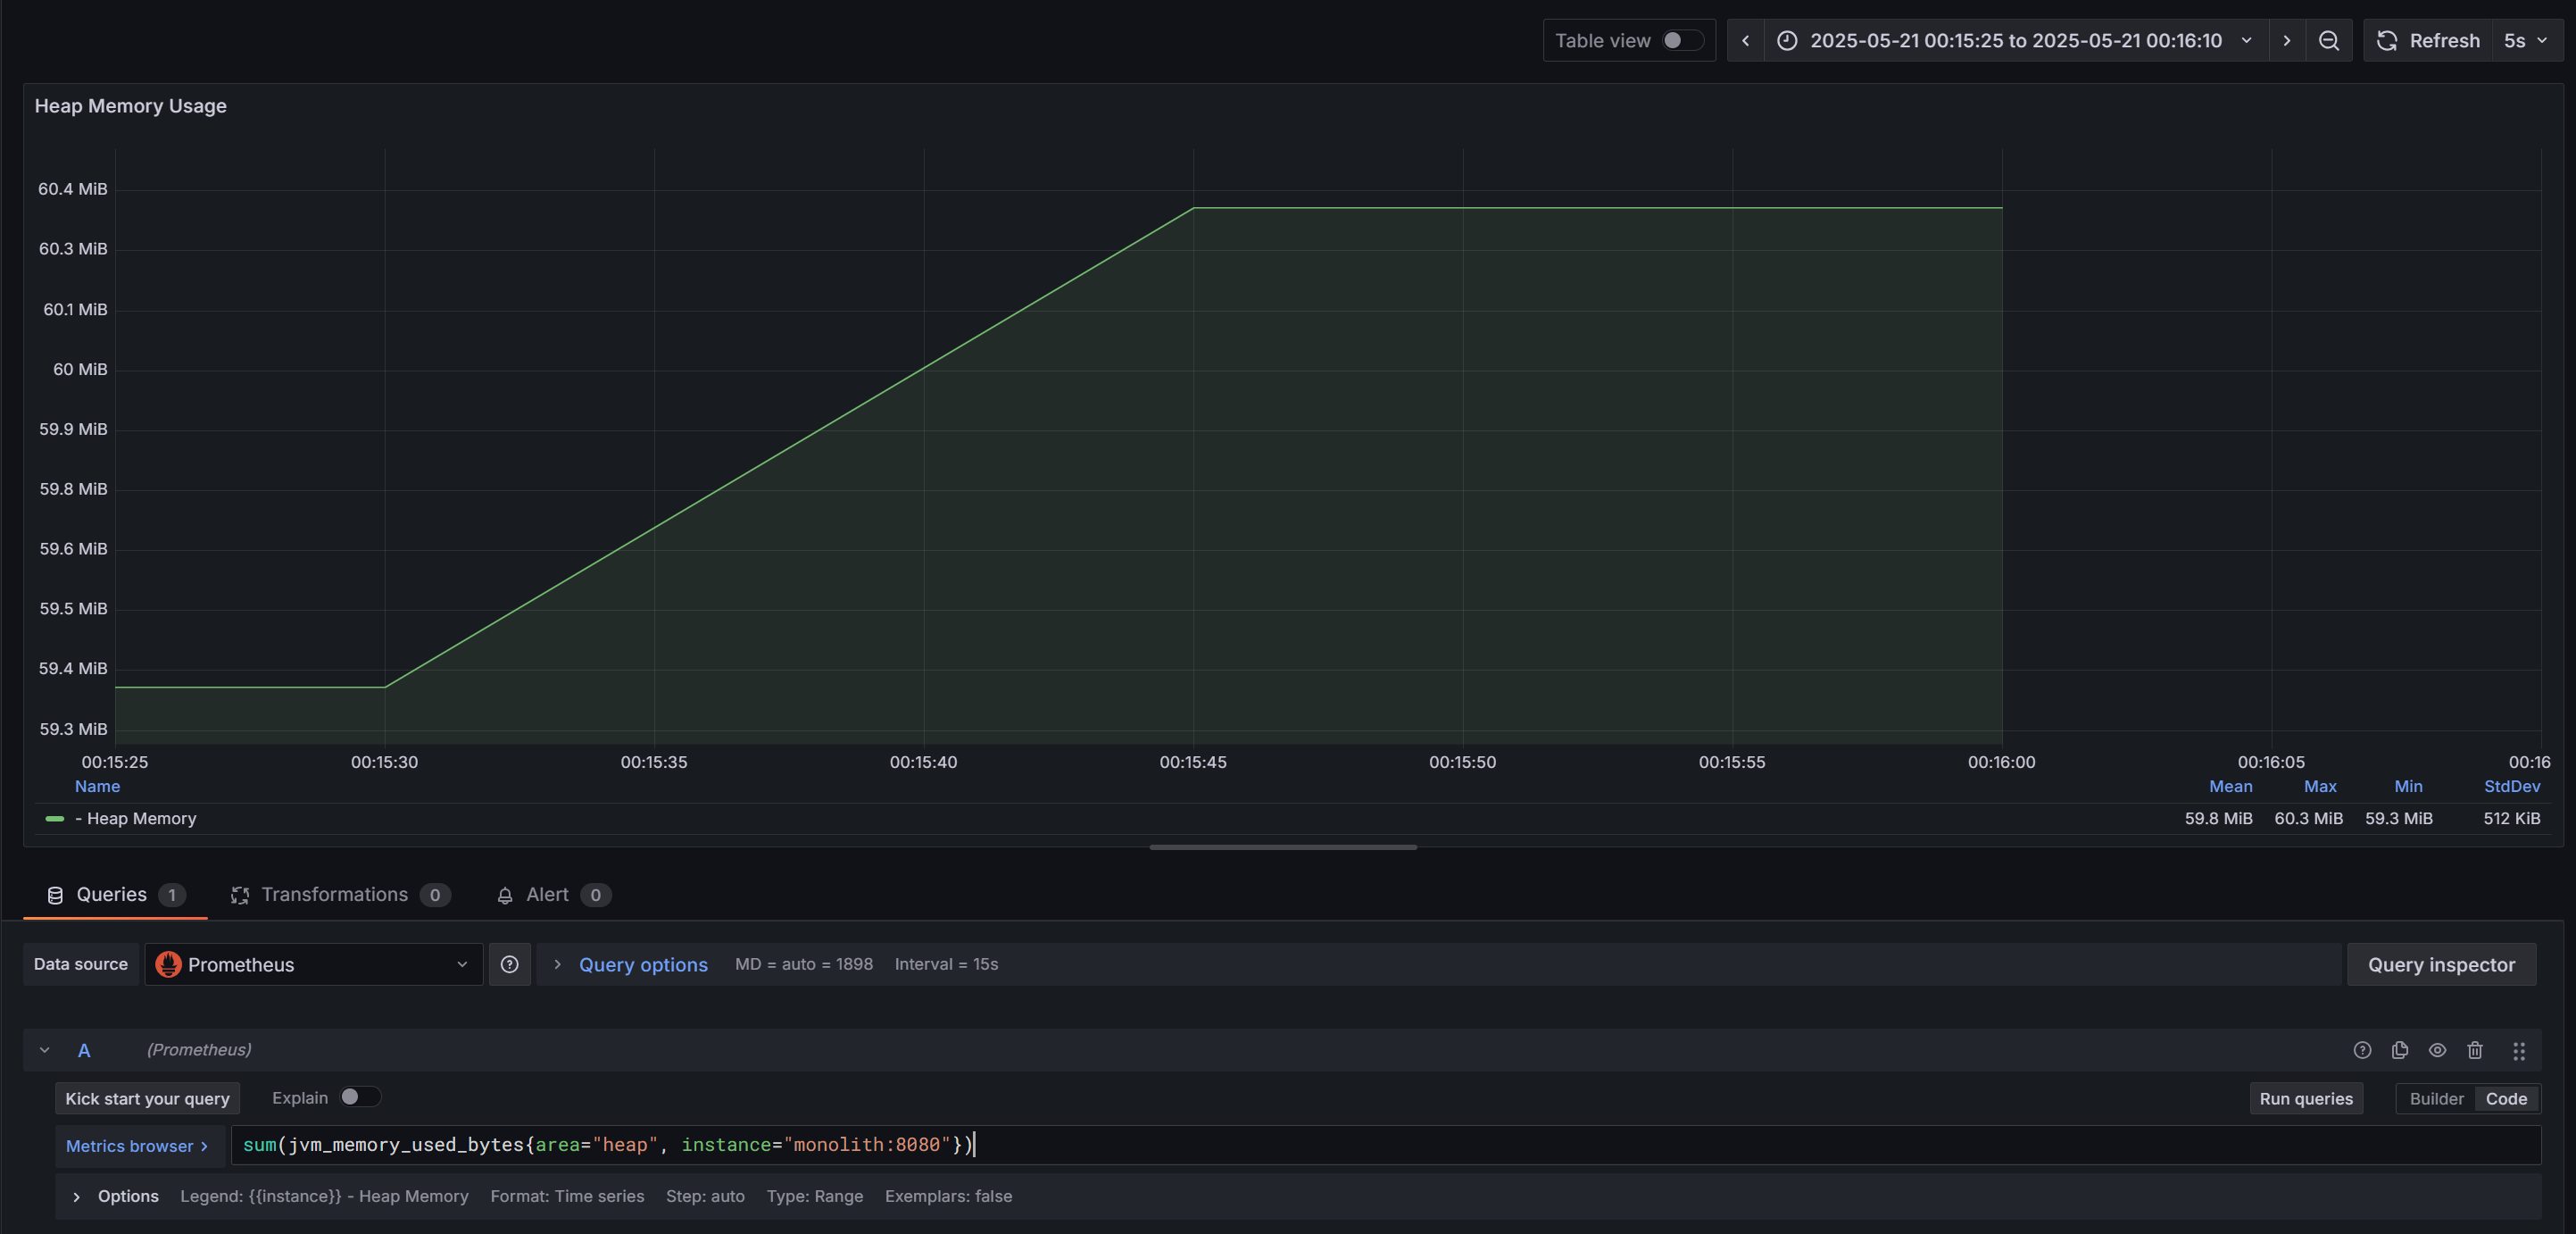 Table view
2025-05-21 00:15:25 to 2025-05-21 00:16:10
Refresh 5s
Heap Memory Usage
60.4 MiB
60.3 MiB
60.1 MiB
60 MiB
59.9 MiB
59.8 MiB
59.6 MiB
59.5 MiB
59.4 MiB
59.3 MiB
00:15:25 00:15:30 00:15:35 00:15:40 00:15:45 00:15:50 00:15:55 00:16:00 00:16:05 00:16
Name Mean Max Min StdDev
- Heap Memory 59.8 MiB 60.3 MiB 59.3 MiB 512 KiB
Queries 1 Transformations 0 Alert 0
Data source Prometheus Query options MD = auto = 1898 Interval = 15s Query inspector
A (Prometheus)
Kick start your query Explain Run queries Builder Code
Metrics browser > sum(jvm_memory_used_bytes{area="heap", instance="monolith:8080"})
Options Legend: {{instance}} - Heap Memory Format: Time series Step: auto Type: Range Exemplars: false